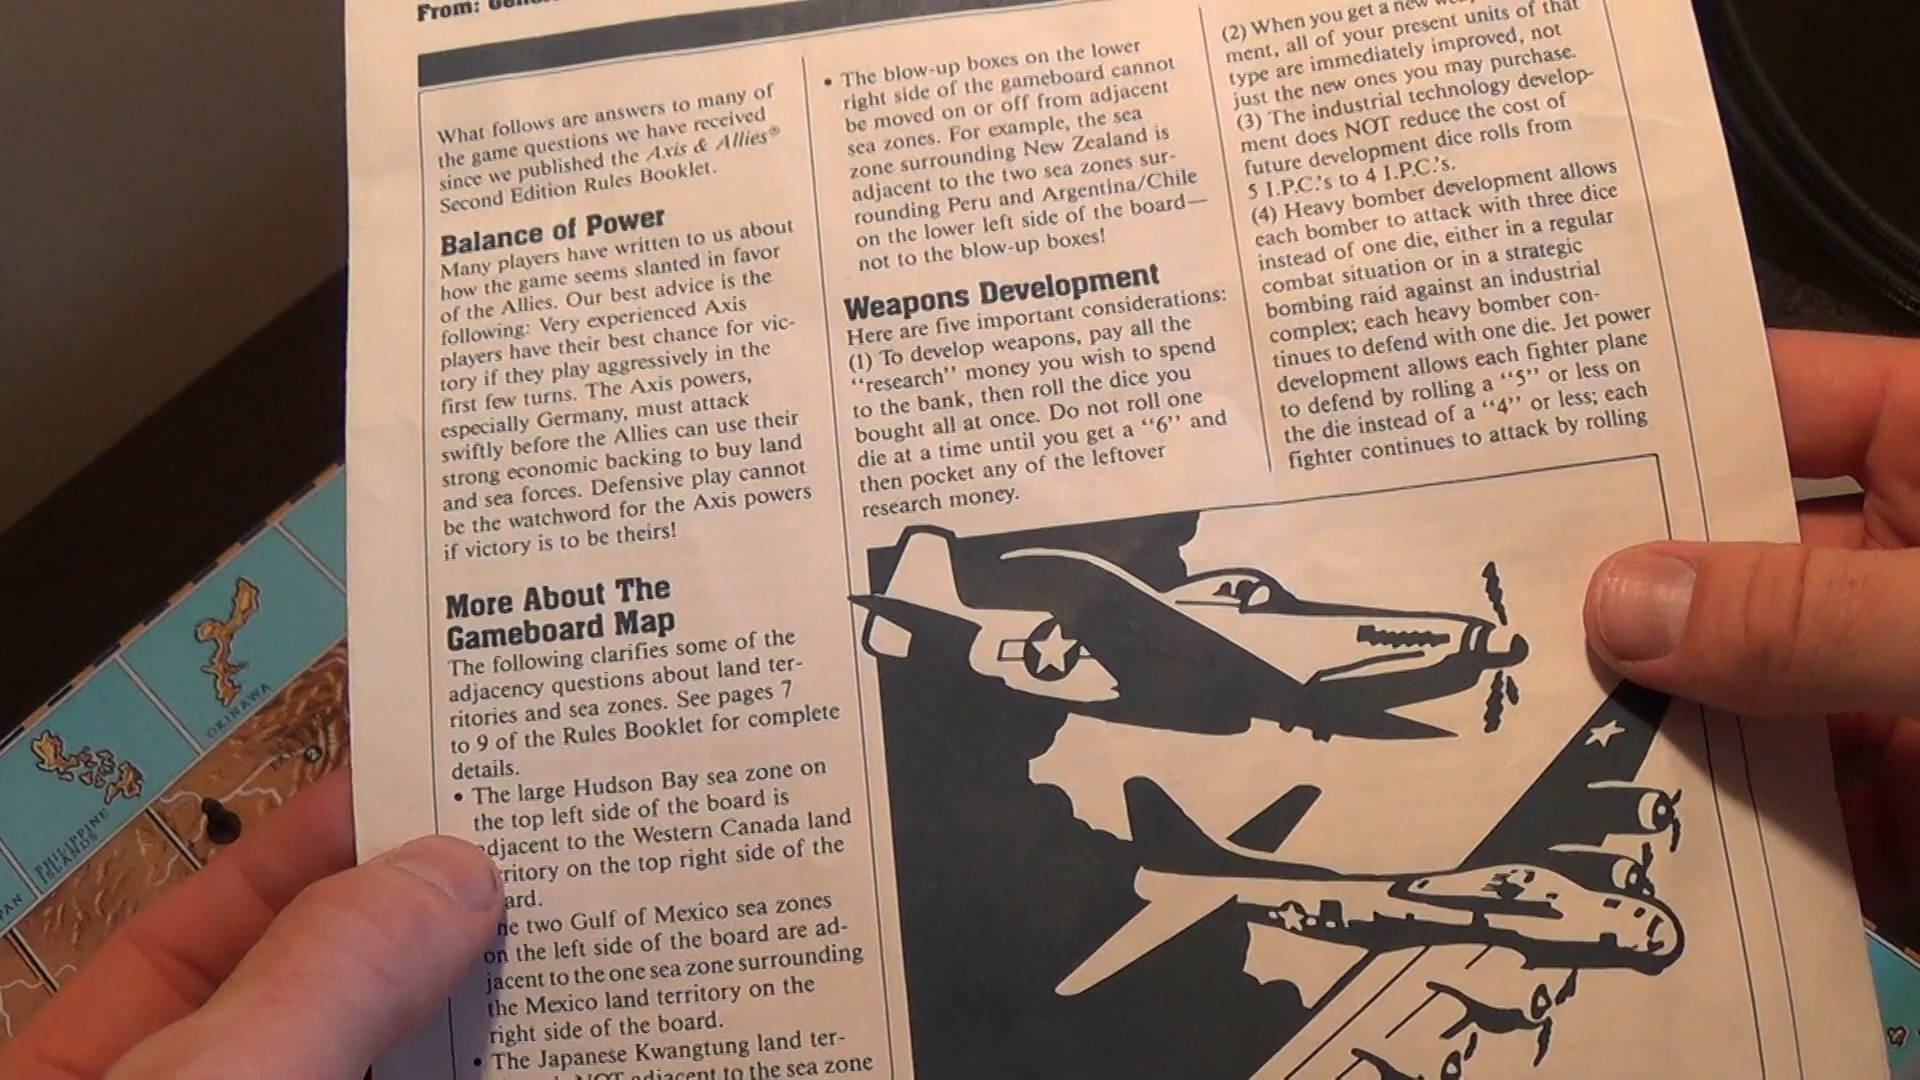 From:
What follows are answers to many of
the game questions we have received
since we published the Axis & Allies®
Second Edition Rules Booklet.
Balance of Power
Many players have written to us about
how the game seems slanted in favor
of the Allies. Our best advice is the
following: Very experienced Axis
players have their best chance for vic-
tory if they play aggressively in the
first few turns. The Axis powers,
especially Germany, must attack
swiftly before the Allies can use their
strong economic backing to buy land
and sea forces. Defensive play cannot
be the watchword for the Axis powers
if victory is to be theirs!
More About The
Gameboard Map
The following clarifies some of the
adjacency questions about land ter-
ritories and sea zones. See pages 7
to 9 of the Rules Booklet for complete
details.
• The large Hudson Bay sea zone on
the top left side of the board is
adjacent to the Western Canada land
ritory on the top right side of the
ard.
he two Gulf of Mexico sea zones
on the left side of the board are ad-
jacent to the one sea zone surrounding
the Mexico land territory on the
right side of the board.
• The Japanese Kwangtung land ter-
NOT adjacent to the sea zone
• The blow-up boxes on the lower
right side of the gameboard cannot
be moved on or off from adjacent
sea zones. For example, the sea
zone surrounding New Zealand is
adjacent to the two sea zones sur-
rounding Peru and Argentina/Chile
on the lower left side of the board—
not to the blow-up boxes!
Weapons Development
Here are five important considerations:
(1) To develop weapons, pay all the
“research” money you wish to spend
to the bank, then roll the dice you
bought all at once. Do not roll one
die at a time until you get a “6” and
then pocket any of the leftover
research money.
(2) When you get a new
ment, all of your present units of that
type are immediately improved, not
just the new ones you may purchase.
(3) The industrial technology develop-
ment does NOT reduce the cost of
future development dice rolls from
5 I.P.C.'s to 4 I.P.C.'s.
(4) Heavy bomber development allows
each bomber to attack with three dice
instead of one die, either in a regular
combat situation or in a strategic
bombing raid against an industrial
complex; each heavy bomber con-
tinues to defend with one die. Jet power
development allows each fighter plane
to defend by rolling a “5” or less on
the die instead of a “4” or less; each
fighter continues to attack by rolling
OKINAWA
PHILIPPINE
ISLANDS
PAN